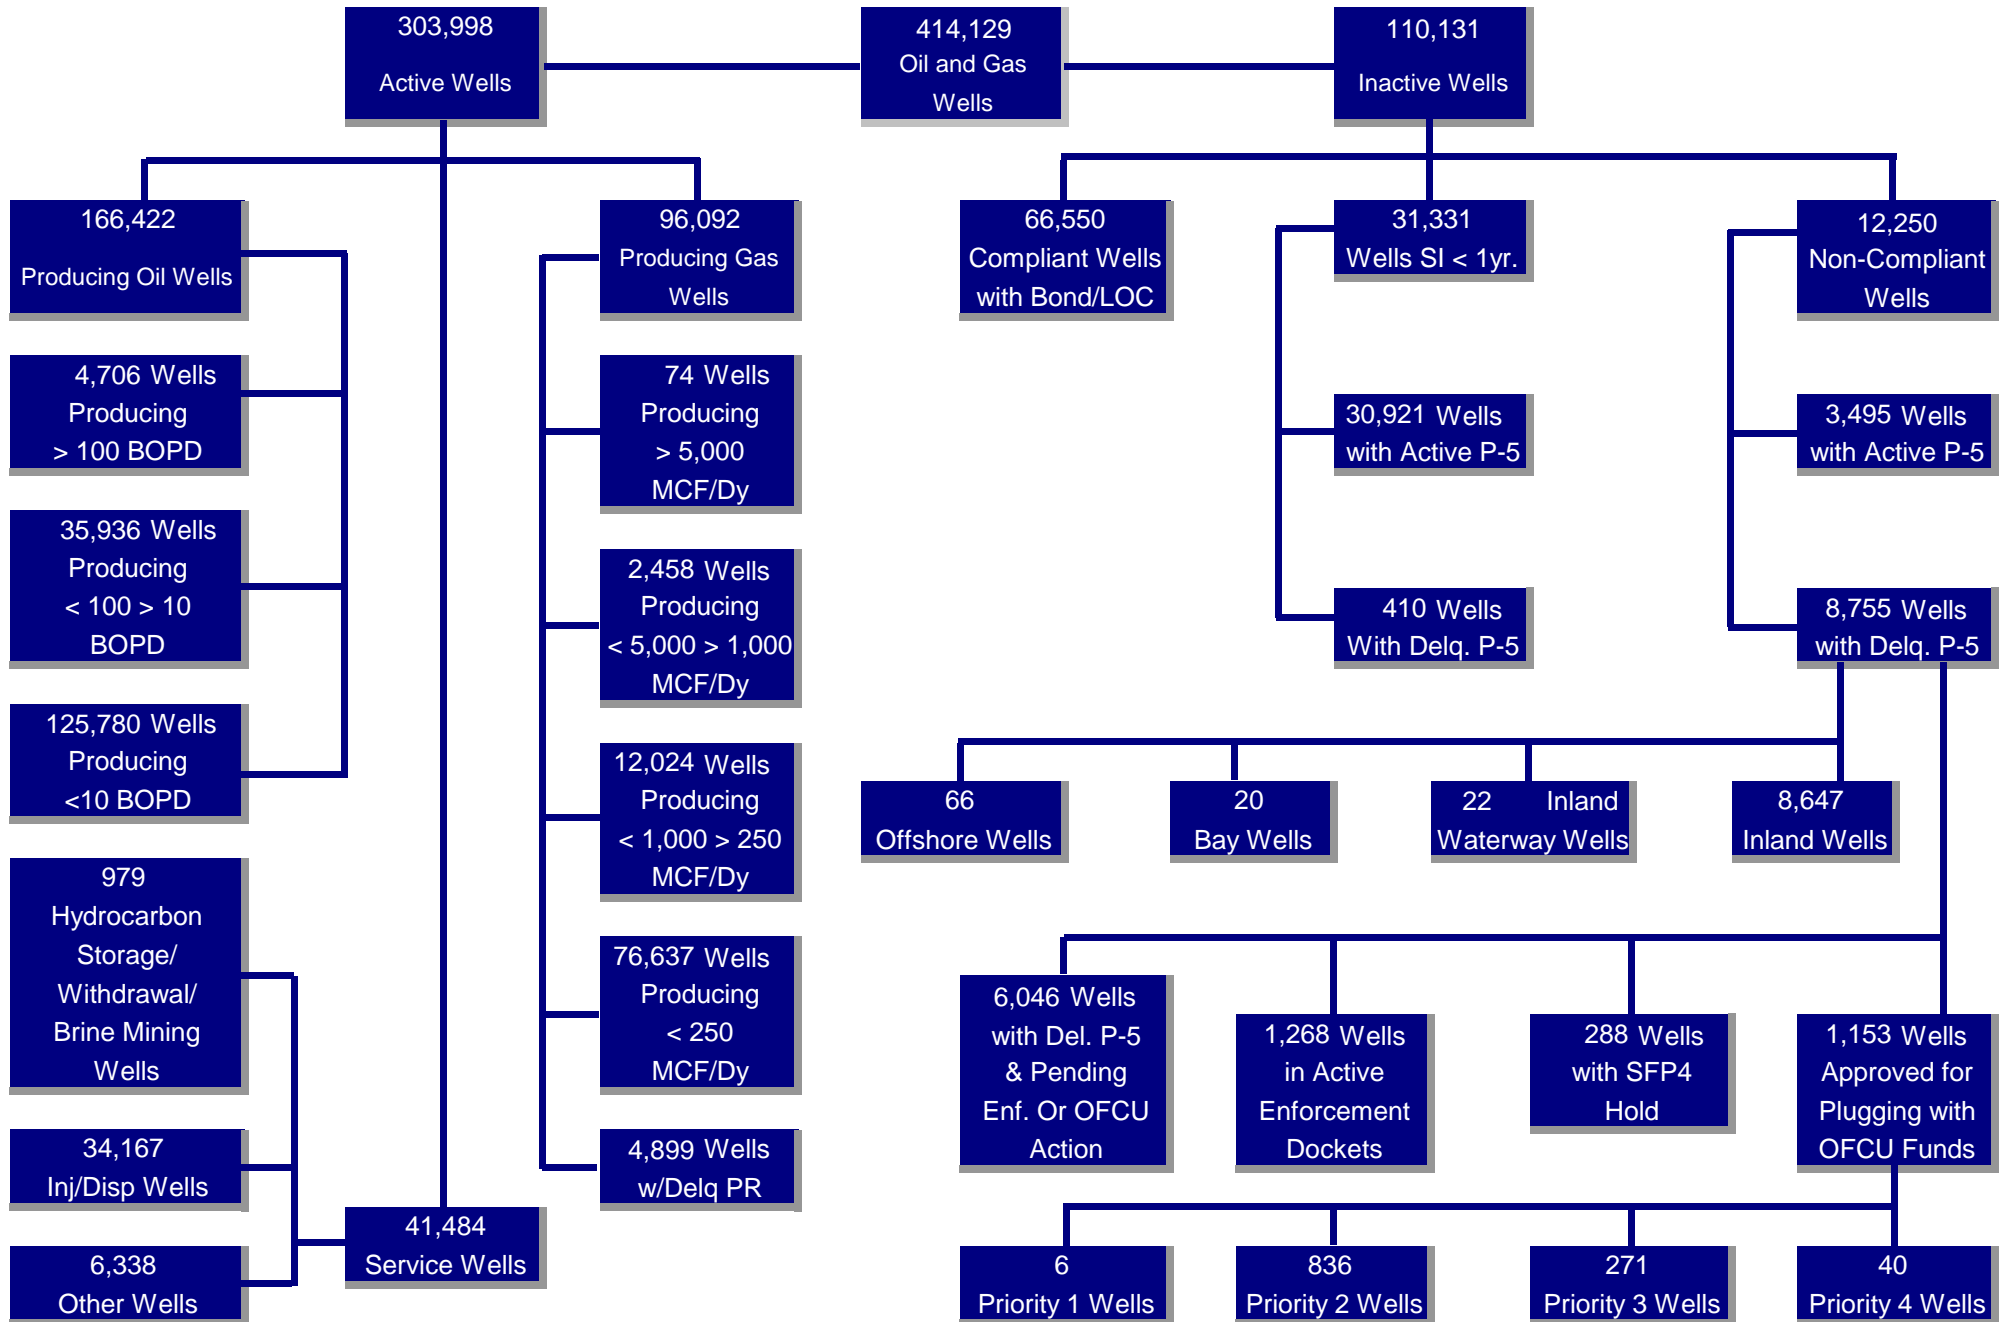 303,998
Active Wells
414,129
Oil and Gas
Wells
110,131
Inactive Wells
166,422
Producing Oil Wells
96,092
Producing Gas
Wells
66,550
Compliant Wells
with Bond/LOC
31,331
Wells SI < 1yr.
12,250
Non-Compliant
Wells
4,706 Wells
Producing
> 100 BOPD
74 Wells
Producing
> 5,000
MCF/Dy
30,921 Wells
with Active P-5
3,495 Wells
with Active P-5
35,936 Wells
Producing
< 100 > 10
BOPD
2,458 Wells
Producing
< 5,000 > 1,000
MCF/Dy
410 Wells
With Delq. P-5
8,755 Wells
with Delq. P-5
125,780 Wells
Producing
<10 BOPD
12,024 Wells
Producing
< 1,000 > 250
MCF/Dy
66
Offshore Wells
20
Bay Wells
22 Inland
Waterway Wells
8,647
Inland Wells
979
Hydrocarbon
Storage/
Withdrawal/
Brine Mining
Wells
76,637 Wells
Producing
< 250
MCF/Dy
6,046 Wells
with Del. P-5
& Pending
Enf. Or OFCU
Action
1,268 Wells
in Active
Enforcement
Dockets
288 Wells
with SFP4
Hold
1,153 Wells
Approved for
Plugging with
OFCU Funds
34,167
Inj/Disp Wells
4,899 Wells
w/Delq PR
41,484
Service Wells
6,338
Other Wells
6
Priority 1 Wells
836
Priority 2 Wells
271
Priority 3 Wells
40
Priority 4 Wells